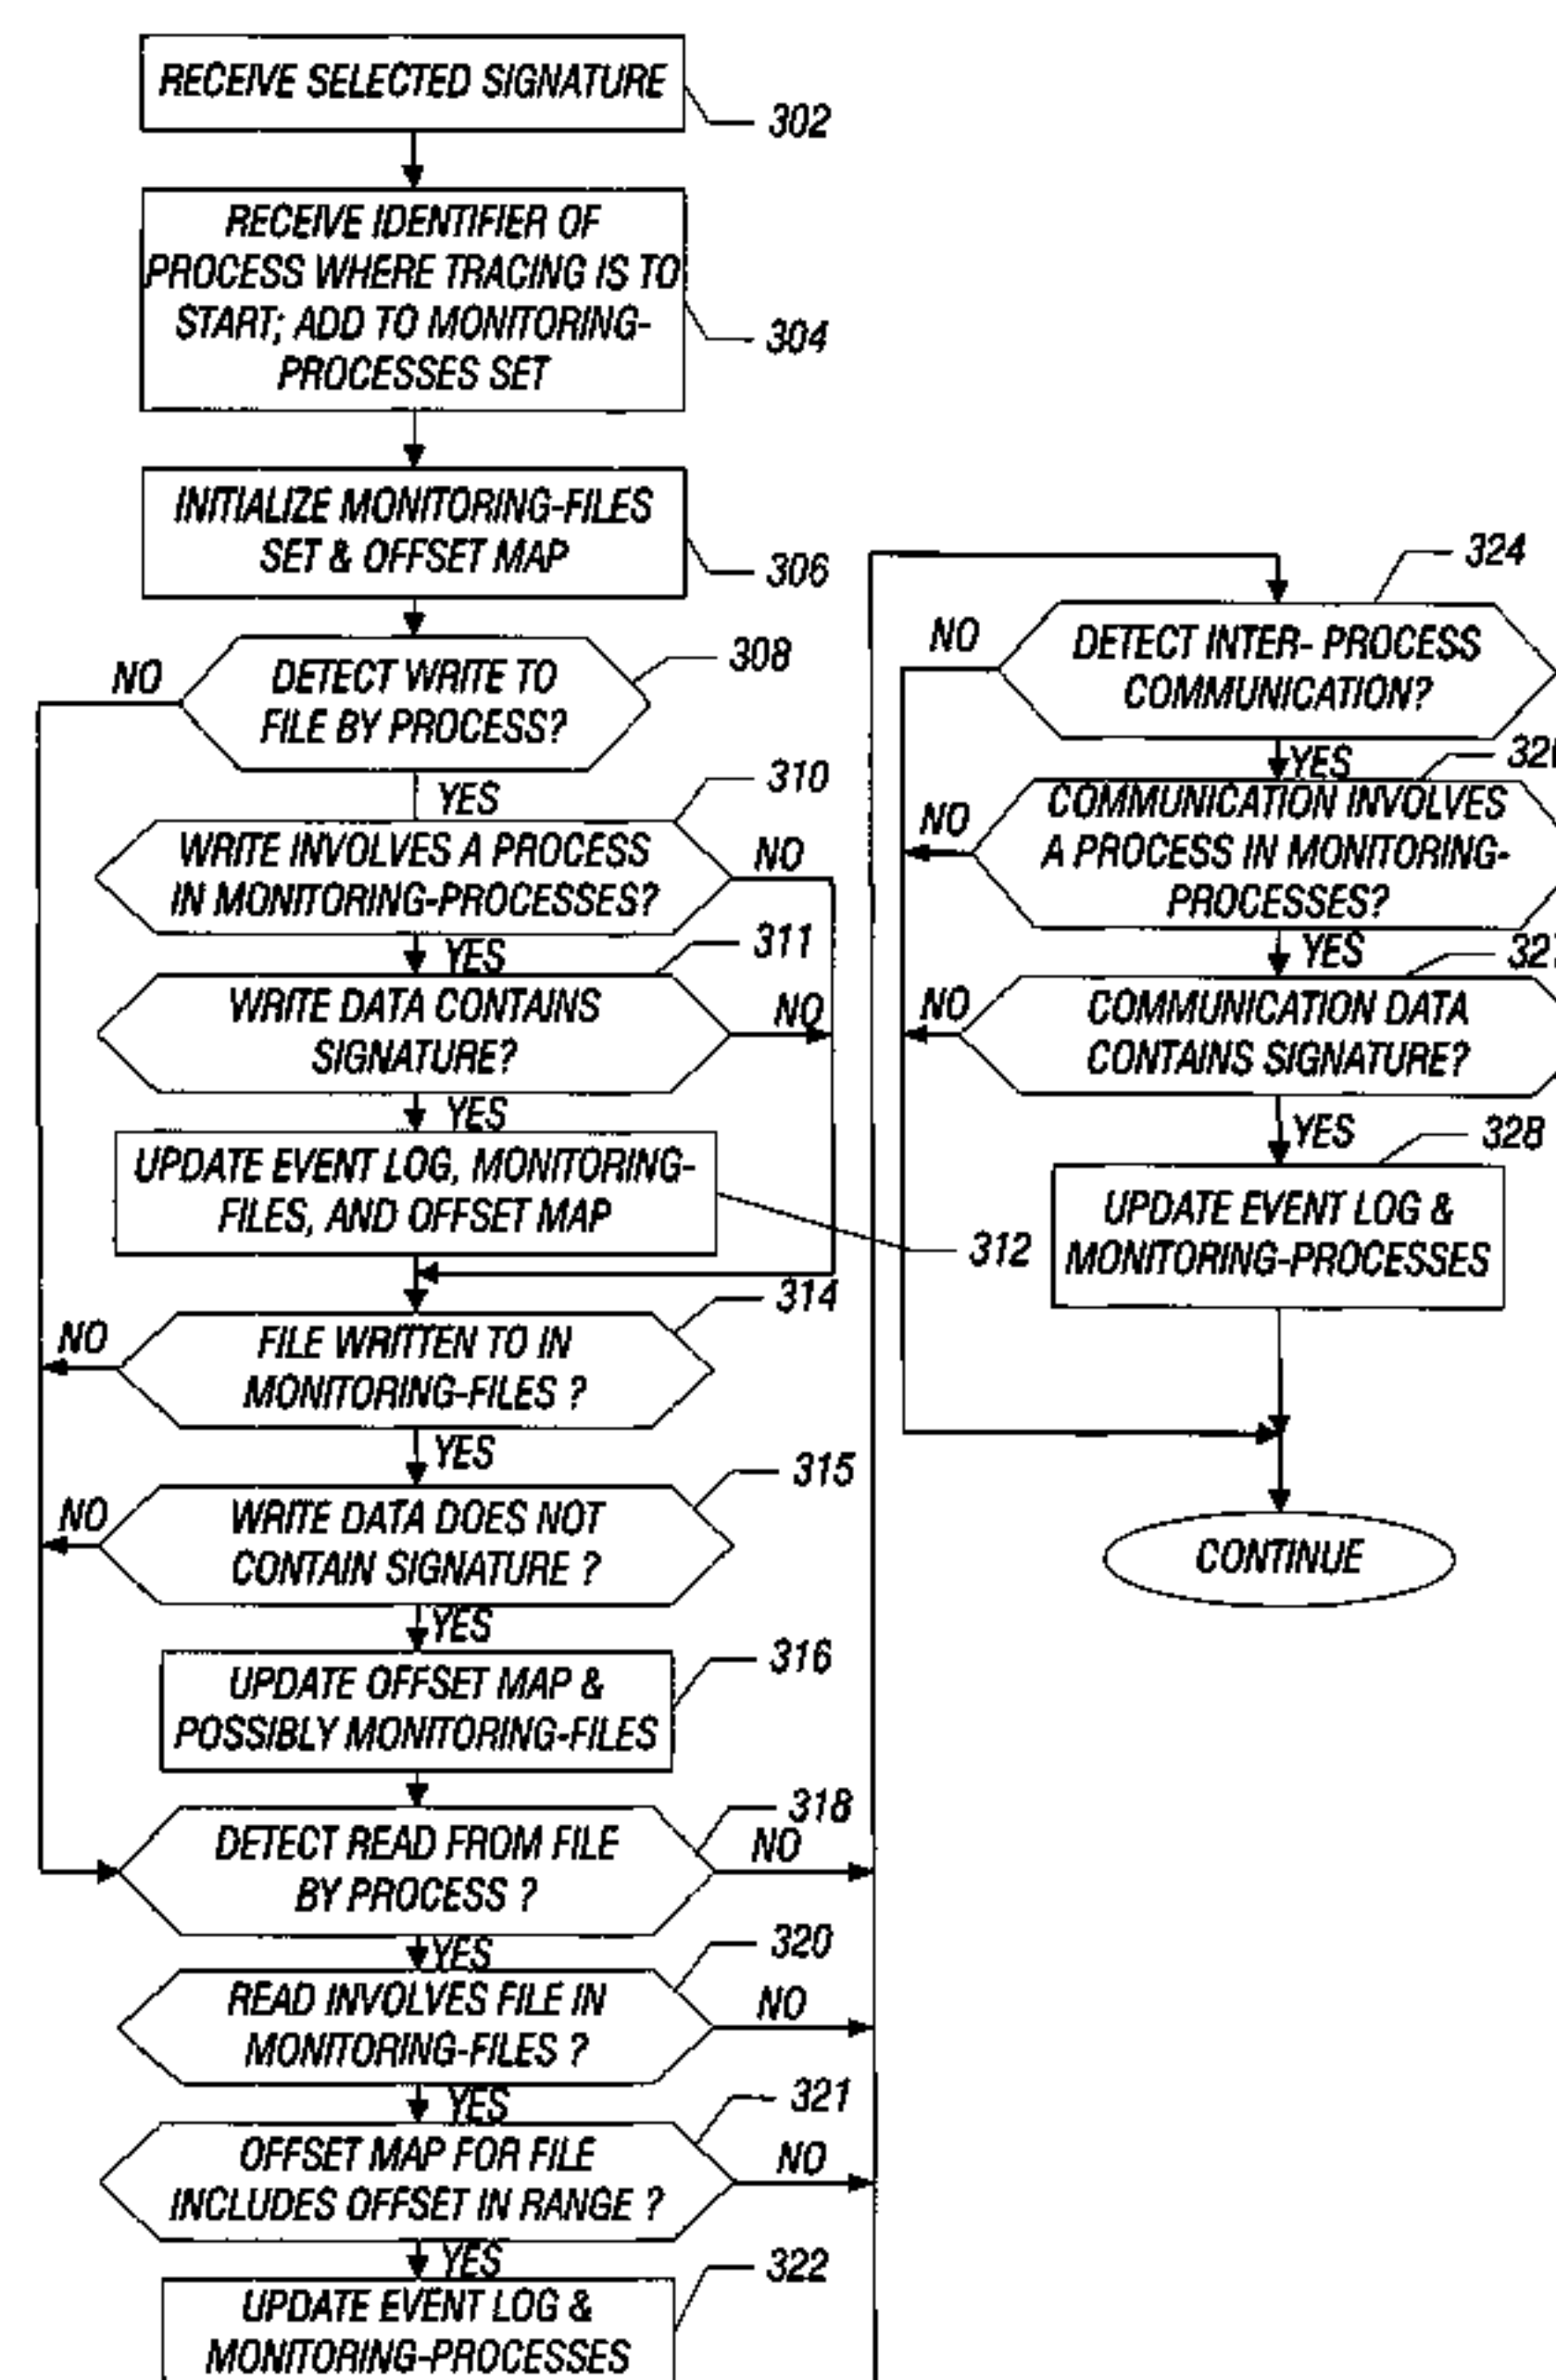 RECEIVE SELECTED SIGNATURE
302
RECEIVE IDENTIFIER OF
PROCESS WHERE TRACING IS TO
START; ADD TO MONITORING-
PROCESSES SET
304
INITIALIZE MONITORING-FILES
SET & OFFSET MAP
306
DETECT WRITE TO
FILE BY PROCESS?
308
NO
YES
WRITE INVOLVES A PROCESS
IN MONITORING-PROCESSES?
310
NO
YES
WRITE DATA CONTAINS
SIGNATURE?
311
NO
YES
UPDATE EVENT LOG, MONITORING-
FILES, AND OFFSET MAP
312
FILE WRITTEN TO IN
MONITORING-FILES ?
314
NO
YES
WRITE DATA DOES NOT
CONTAIN SIGNATURE ?
315
NO
YES
UPDATE OFFSET MAP &
POSSIBLY MONITORING-FILES
316
DETECT READ FROM FILE
BY PROCESS ?
318
NO
YES
READ INVOLVES FILE IN
MONITORING-FILES ?
320
NO
YES
OFFSET MAP FOR FILE
INCLUDES OFFSET IN RANGE ?
321
NO
YES
UPDATE EVENT LOG &
MONITORING-PROCESSES
322
DETECT INTER- PROCESS
COMMUNICATION?
324
NO
YES
COMMUNICATION INVOLVES
A PROCESS IN MONITORING-
PROCESSES?
NO
YES
COMMUNICATION DATA
CONTAINS SIGNATURE?
NO
YES
UPDATE EVENT LOG &
MONITORING-PROCESSES
328
CONTINUE